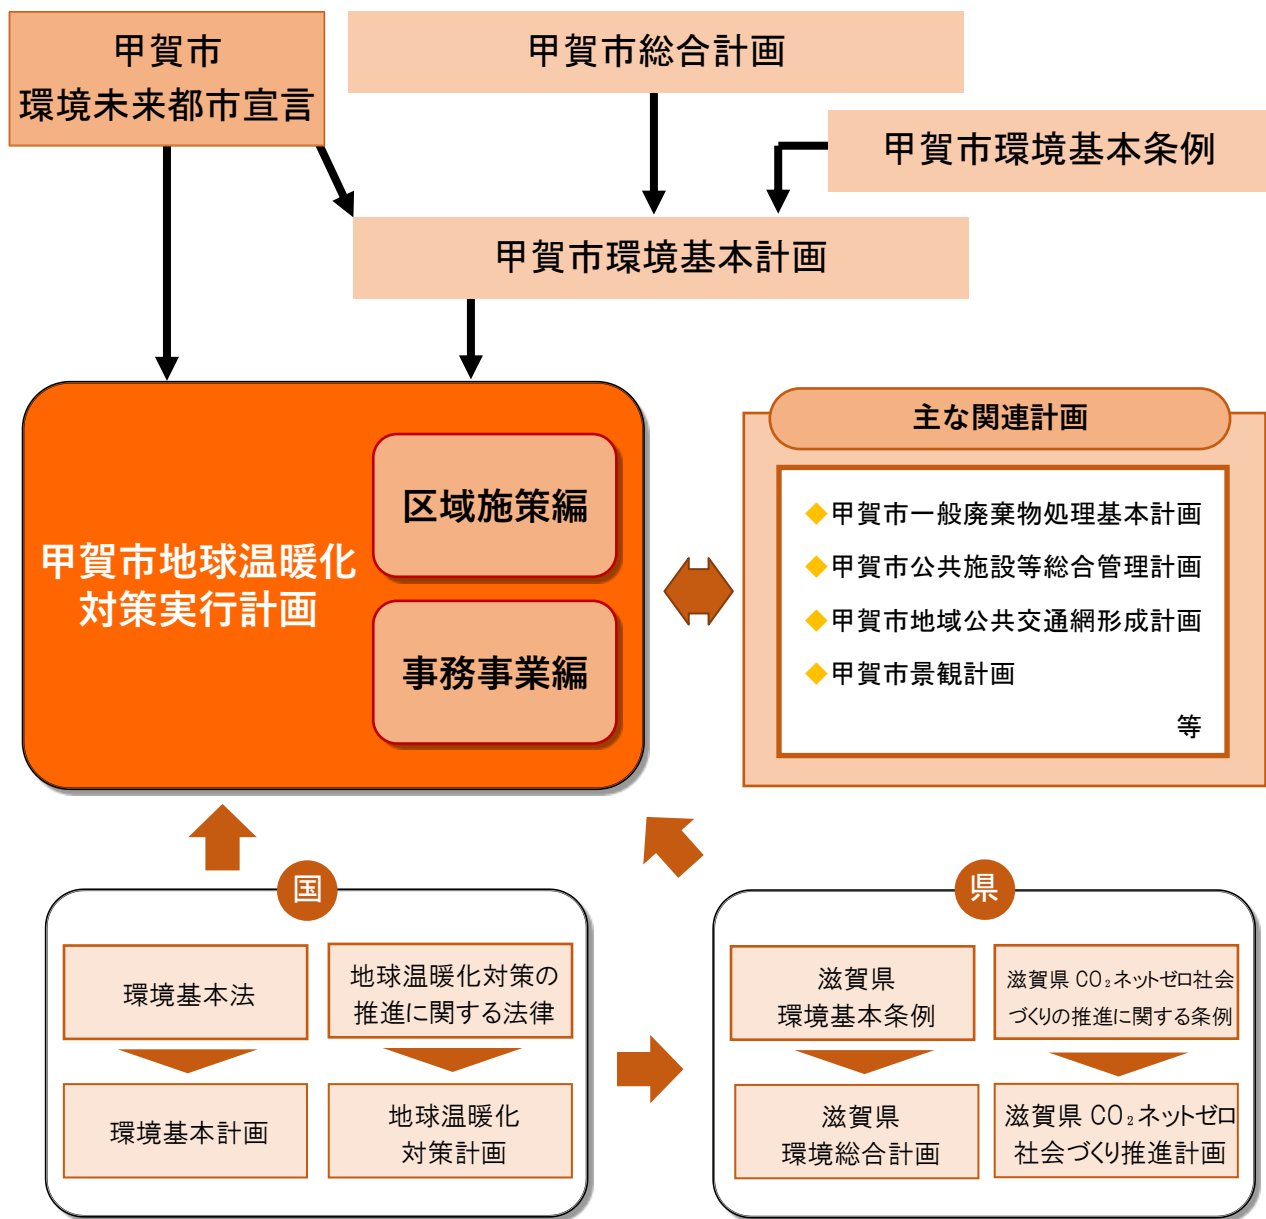 甲賀市
環境未来都市宣言
甲賀市総合計画
甲賀市環境基本条例
甲賀市環境基本計画
甲賀市地球温暖化
対策実行計画
区域施策編
事務事業編
主な関連計画
◆甲賀市一般廃棄物処理基本計画
◆甲賀市公共施設等総合管理計画
◆甲賀市地域公共交通網形成計画
◆甲賀市景観計画
等
国
環境基本法
地球温暖化対策の
推進に関する法律
環境基本計画
地球温暖化
対策計画
県
滋賀県
環境基本条例
滋賀県 CO₂ネットゼロ社会
づくりの推進に関する条例
滋賀県
環境総合計画
滋賀県 CO₂ネットゼロ
社会づくり推進計画